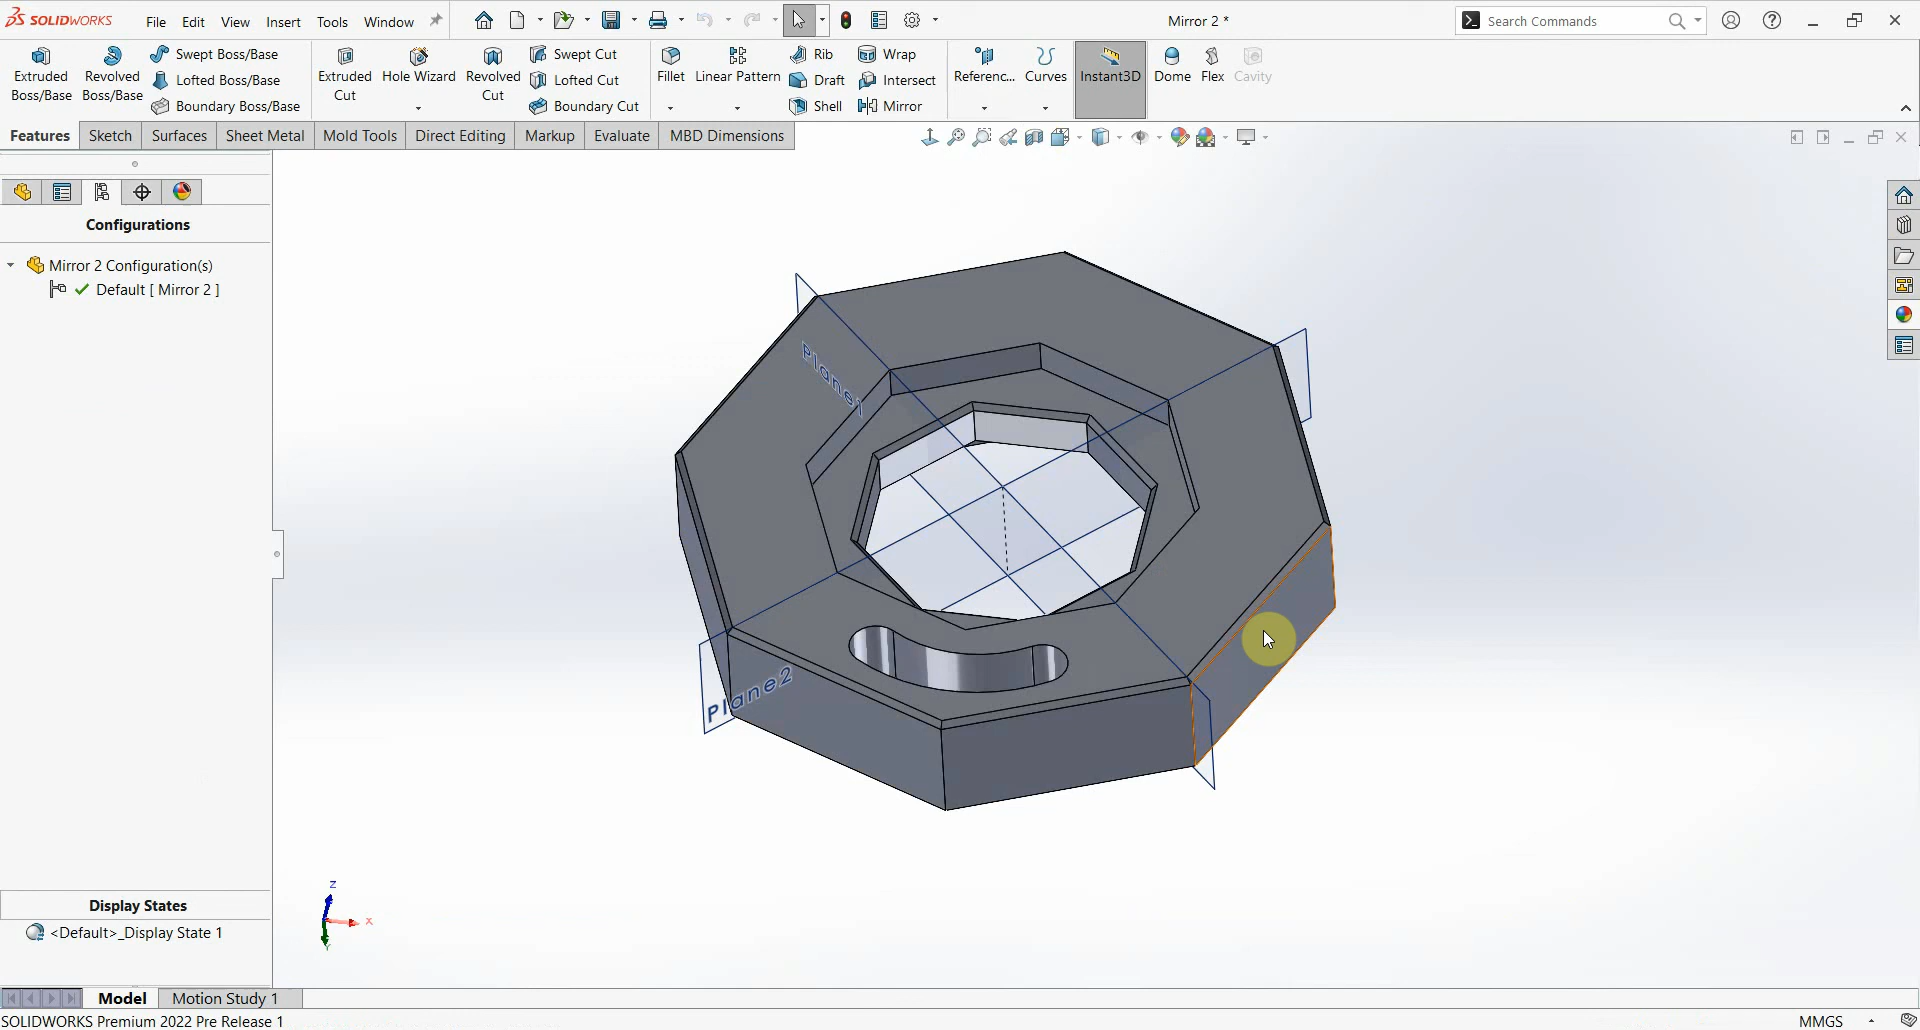 SOLIDWORKS File Edit View Insert Tools Window Mirror 2 * Search Commands
Extruded Boss/Base
Revolved Boss/Base
Swept Boss/Base
Lofted Boss/Base
Boundary Boss/Base
Extruded Cut
Hole Wizard
Revolved Cut
Swept Cut
Lofted Cut
Boundary Cut
Fillet
Linear Pattern
Rib
Draft
Shell
Wrap
Intersect
Mirror
Referenc...
Curves
Instant3D
Dome
Flex
Cavity
Features Sketch Surfaces Sheet Metal Mold Tools Direct Editing Markup Evaluate MBD Dimensions
Configurations
Mirror 2 Configuration(s)
Default [ Mirror 2 ]
Plane1
Plane2
z
x
Y
Display States
<Default>_Display State 1
Model Motion Study 1
SOLIDWORKS Premium 2022 Pre Release 1 MMGS